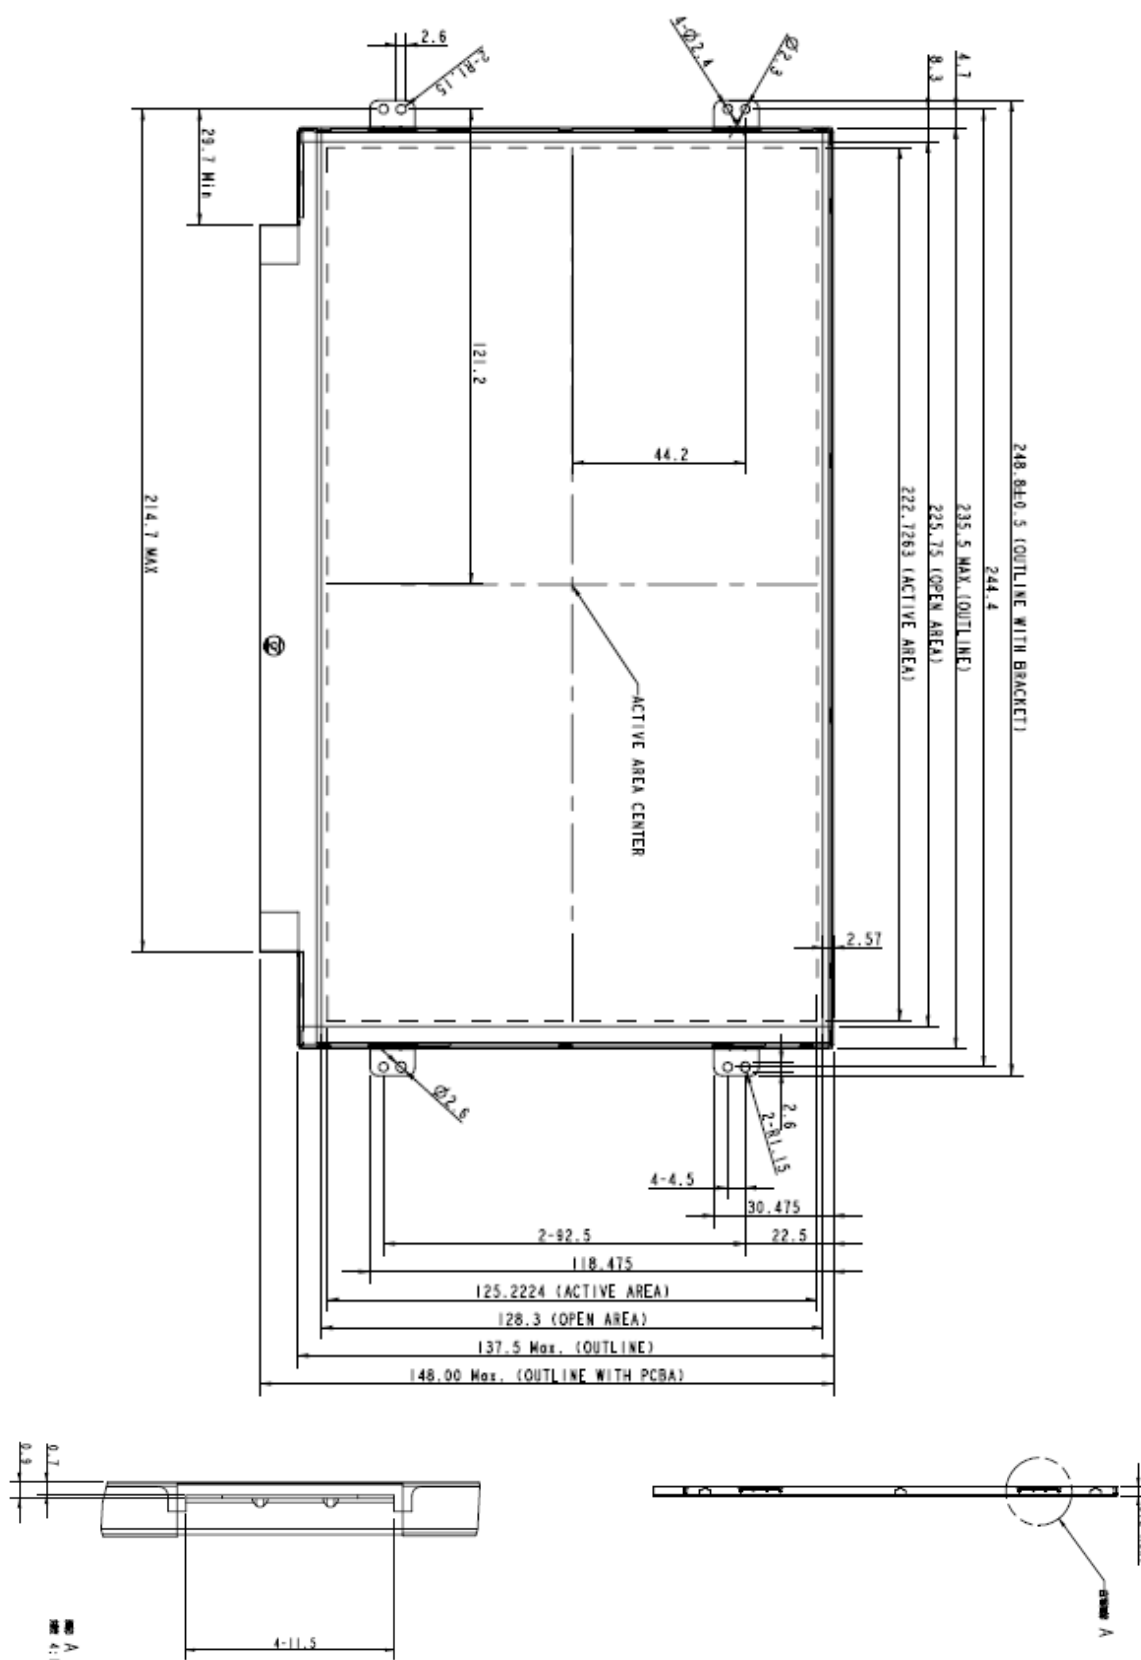 2.6
2-R1.15
4-Ø2.4
Ø2.3
8.3
4.7
29.7 Min
121.2
44.2
214.7 MAX
222.7263 (ACTIVE AREA)
225.75 (OPEN AREA)
235.5 MAX.(OUTLINE)
244.4
248.8±0.5 (OUTLINE WITH BRACKET)
ACTIVE AREA CENTER
2.57
Ø2.6
2.6
2-R1.15
4-4.5
30.475
2-92.5
22.5
118.475
125.2224 (ACTIVE AREA)
128.3 (OPEN AREA)
137.5 Max. (OUTLINE)
148.00 Max. (OUTLINE WITH PCBA)
0.9
0.7
4-11.5
A
A